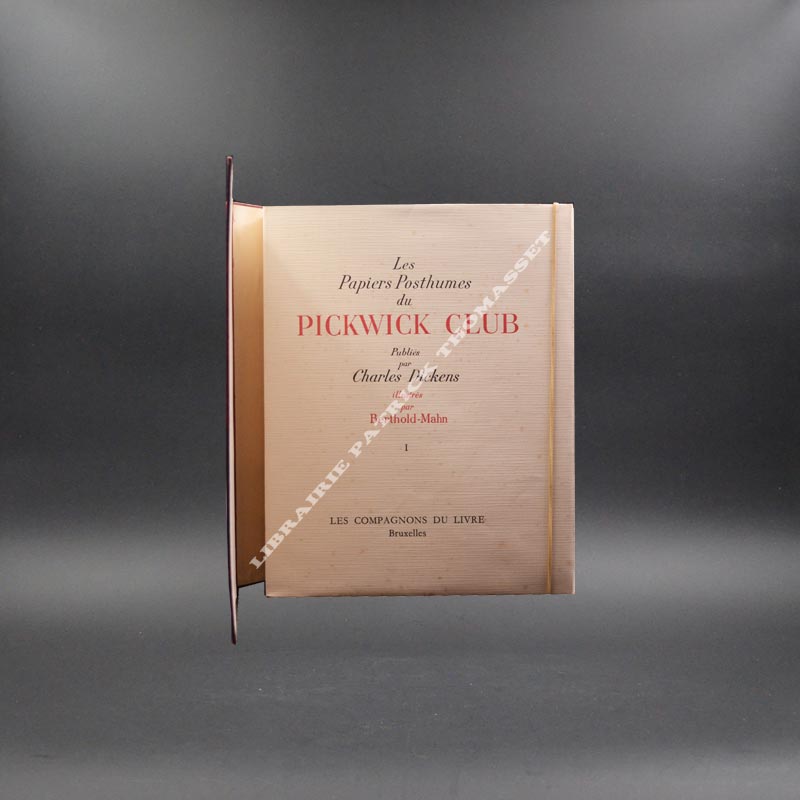 Les
Papiers Posthumes
du
PICKWICK CLUB
Publiés
par
Charles Dickens
illustrés
par
Berthold-Mahn
I
LES COMPAGNONS DU LIVRE
Bruxelles
LIBRAIRIE PATRICK THOMASSET